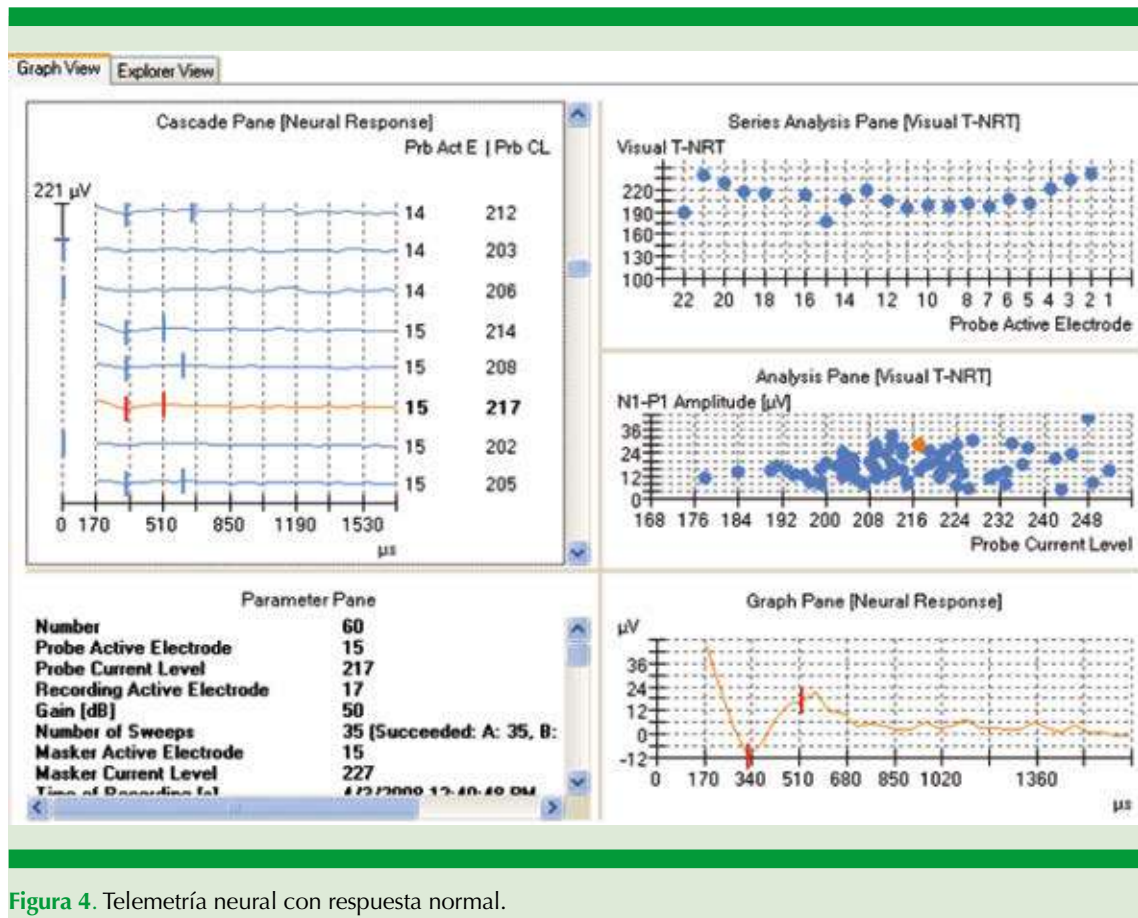 Graph View Explorer View
Cascade Pane [Neural Response]
Prb Act E | Prb CL
221 µV
14 212
14 203
14 206
15 214
15 208
15 217
15 202
15 205
0 170 510 850 1190 1530
µs
Series Analysis Pane [Visual T-NRT]
Visual T-NRT
220
190
160
130
100
22 20 18 16 14 12 10 8 7 6 5 4 3 2 1
Probe Active Electrode
Analysis Pane [Visual T-NRT]
N1-P1 Amplitude [µV]
36
24
12
0
168 176 184 192 200 208 216 224 232 240 248
Probe Current Level
Parameter Pane
Number 60
Probe Active Electrode 15
Probe Current Level 217
Recording Active Electrode 17
Gain [dB] 50
Number of Sweeps 35 (Succeeded: A: 35, B:
Masker Active Electrode 15
Masker Current Level 227
Time of Recording
Graph Pane [Neural Response]
µV
36
24
12
0
-12
0 170 340 510 680 850 1020 1360
µs
Figura 4. Telemetría neural con respuesta normal.